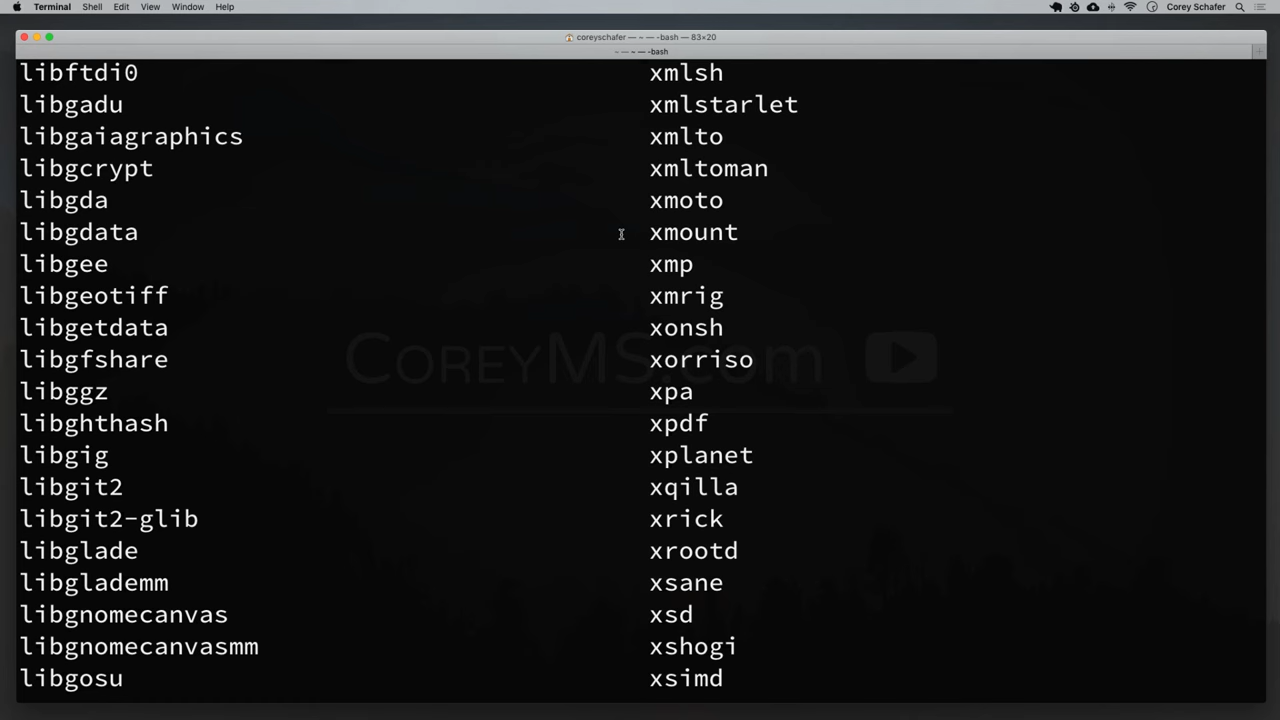 Terminal Shell Edit View Window Help Corey Schafer
coreyschafer — ~ — -bash — 83×20
~ — ~ — -bash
libftdi0 xmlsh
libgadu xmlstarlet
libgaiagraphics xmlto
libgcrypt xmltoman
libgda xmoto
libgdata xmount
libgee xmp
libgeotiff xmrig
libgetdata xonsh
libgfshare xorriso
libggz xpa
libghthash xpdf
libgig xplanet
libgit2 xqilla
libgit2-glib xrick
libglade xrootd
libglademm xsane
libgnomecanvas xsd
libgnomecanvasmm xshogi
libgosu xsimd
CoreyMS.com